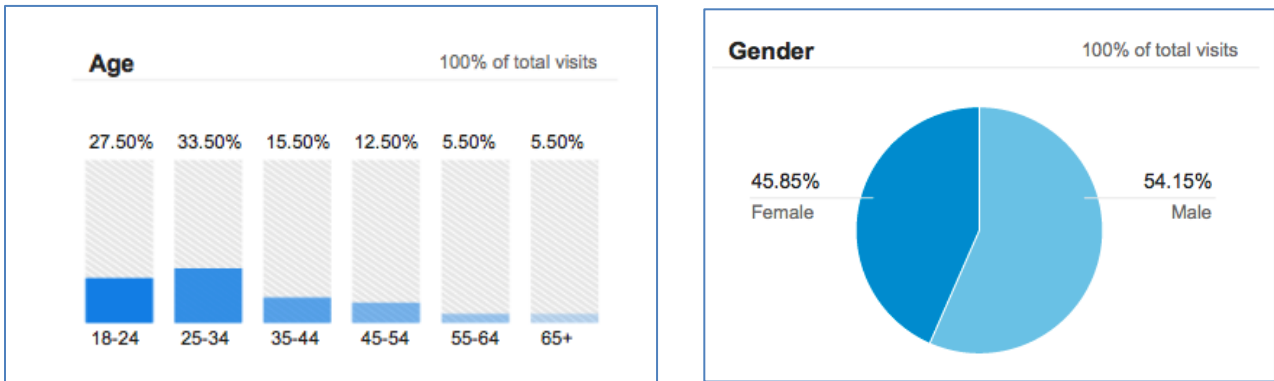 Age 100% of total visits
27.50% 33.50% 15.50% 12.50% 5.50% 5.50%
18-24 25-34 35-44 45-54 55-64 65+
Gender 100% of total visits
45.85% 54.15%
Female Male